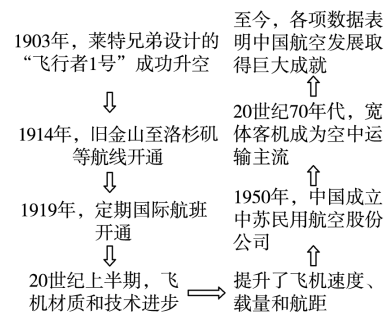 1903年，莱特兄弟设计的
“飞行者1号”成功升空
1914年，旧金山至洛杉矶
等航线开通
1919年，定期国际航班
开通
20世纪上半期，飞
机材质和技术进步
提升了飞机速度、
载量和航距
1950年，中国成立
中苏民用航空股份
公司
20世纪70年代，宽
体客机成为空中运
输主流
至今，各项数据表
明中国航空发展取
得巨大成就